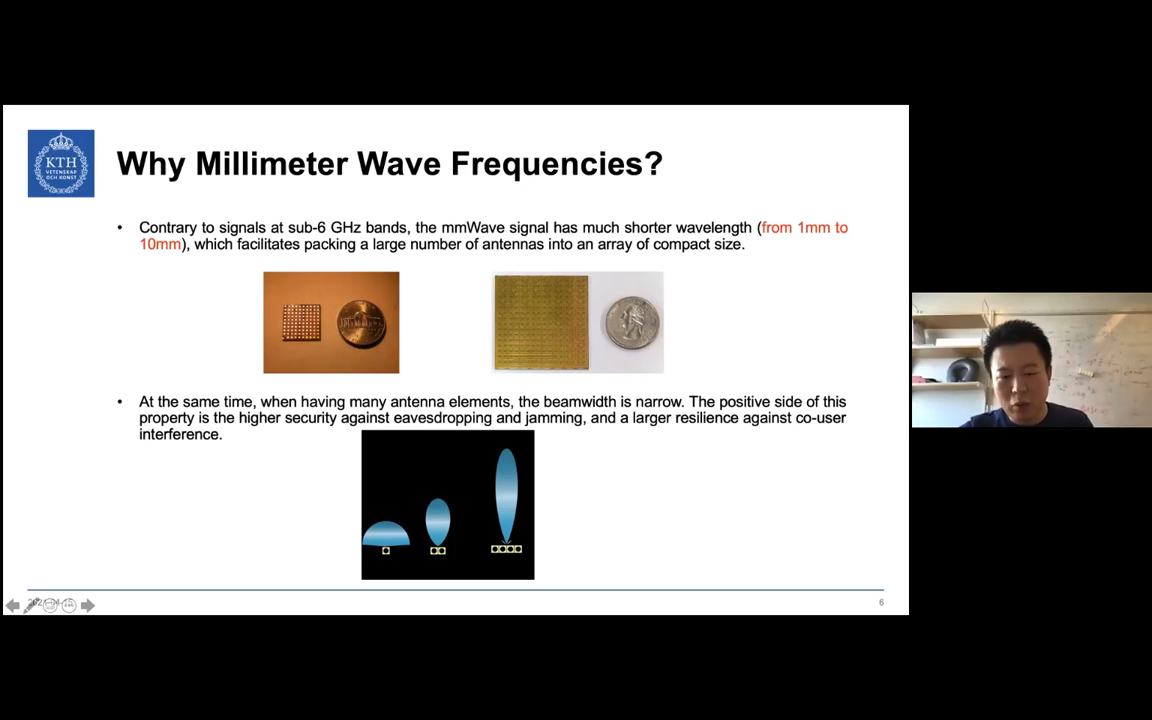 KTH
VETENSKAP
OCH KONST
Why Millimeter Wave Frequencies?
• Contrary to signals at sub-6 GHz bands, the mmWave signal has much shorter wavelength (from 1mm to
10mm), which facilitates packing a large number of antennas into an array of compact size.
• At the same time, when having many antenna elements, the beamwidth is narrow. The positive side of this
property is the higher security against eavesdropping and jamming, and a larger resilience against co-user
interference.
6